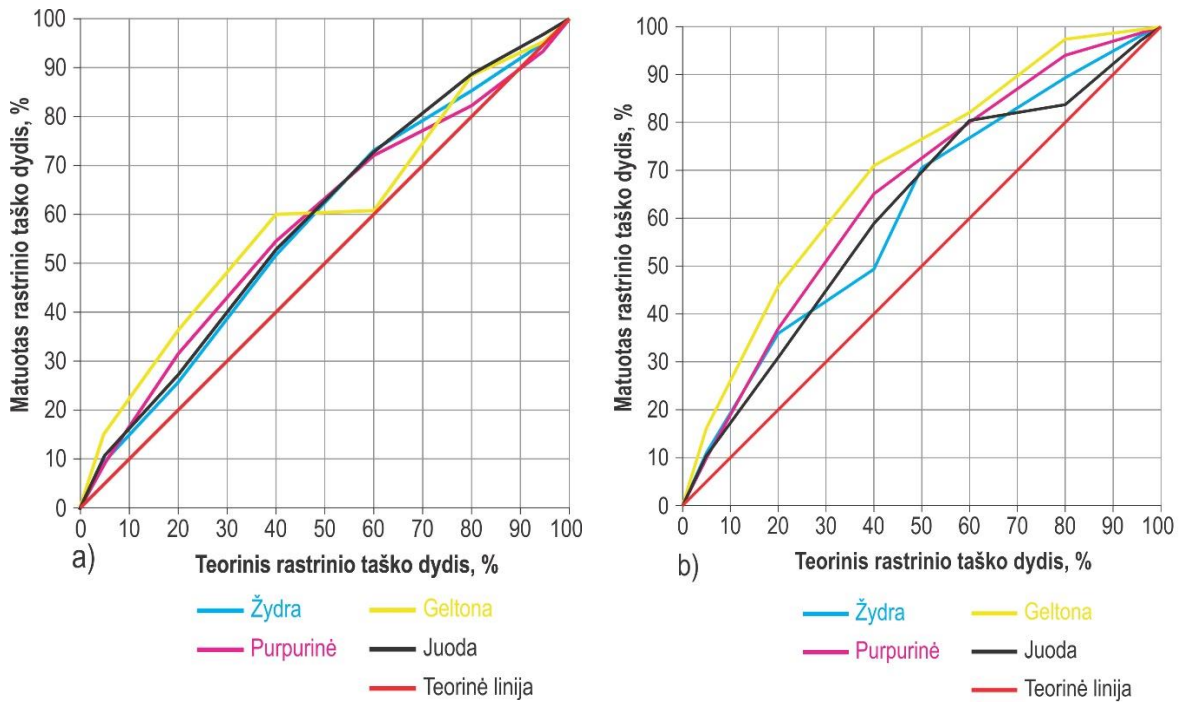 100
90
80
70
60
50
40
30
20
10
0
Matuotas rastrinio taško dydis, %
0 10 20 30 40 50 60 70 80 90 100
Teorinis rastrinio taško dydis, %
a)
Žydra
Geltona
Purpurinė
Juoda
Teorinė linija
100
90
80
70
60
50
40
30
20
10
0
Matuotas rastrinio taško dydis, %
0 10 20 30 40 50 60 70 80 90 100
Teorinis rastrinio taško dydis, %
b)
Žydra
Geltona
Purpurinė
Juoda
Teorinė linija